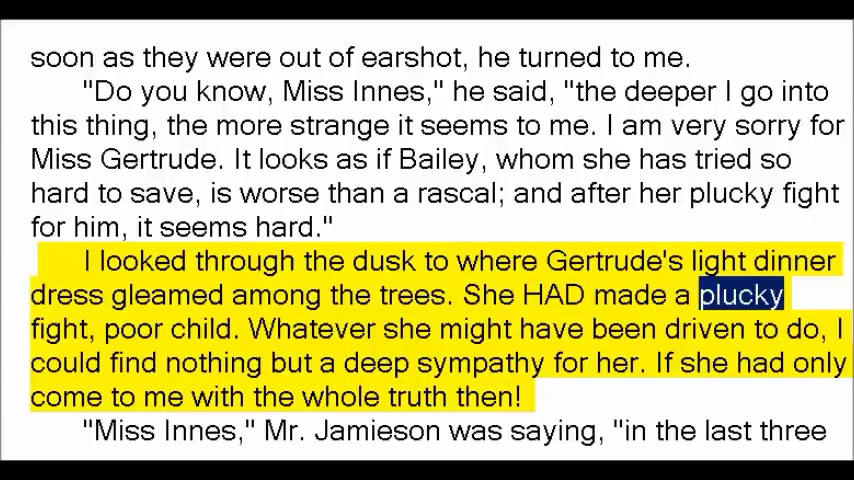 soon as they were out of earshot, he turned to me.
"Do you know, Miss Innes," he said, "the deeper I go into
this thing, the more strange it seems to me. I am very sorry for
Miss Gertrude. It looks as if Bailey, whom she has tried so
hard to save, is worse than a rascal; and after her plucky fight
for him, it seems hard."
I looked through the dusk to where Gertrude's light dinner
dress gleamed among the trees. She HAD made a plucky
fight, poor child. Whatever she might have been driven to do, I
could find nothing but a deep sympathy for her. If she had only
come to me with the whole truth then!
"Miss Innes," Mr. Jamieson was saying, "in the last three